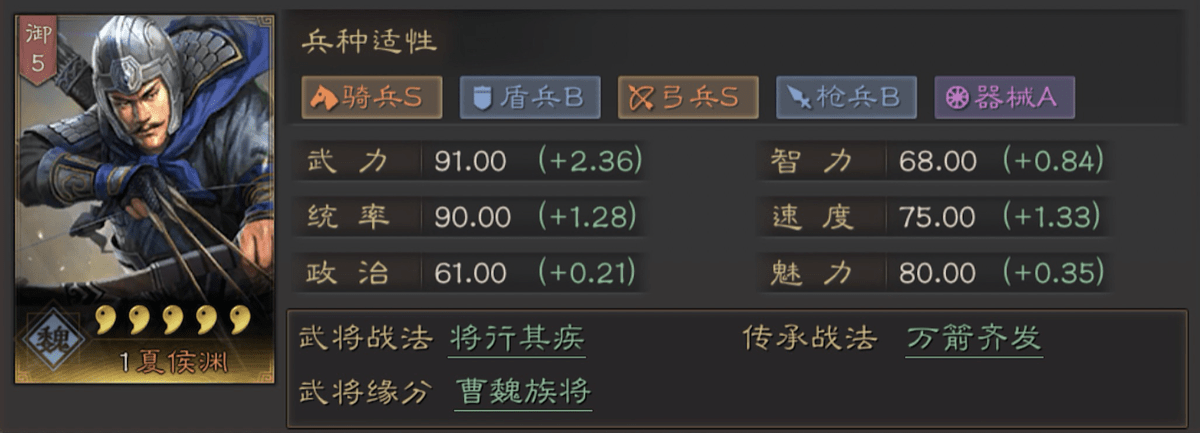 御
5
魏
1夏侯渊
兵种适性
骑兵S 盾兵B 弓兵S 枪兵B 器械A
武力 91.00 (+2.36) 智力 68.00 (+0.84)
统率 90.00 (+1.28) 速度 75.00 (+1.33)
政治 61.00 (+0.21) 魅力 80.00 (+0.35)
武将战法 将行其疾 传承战法 万箭齐发
武将缘分 曹魏族将